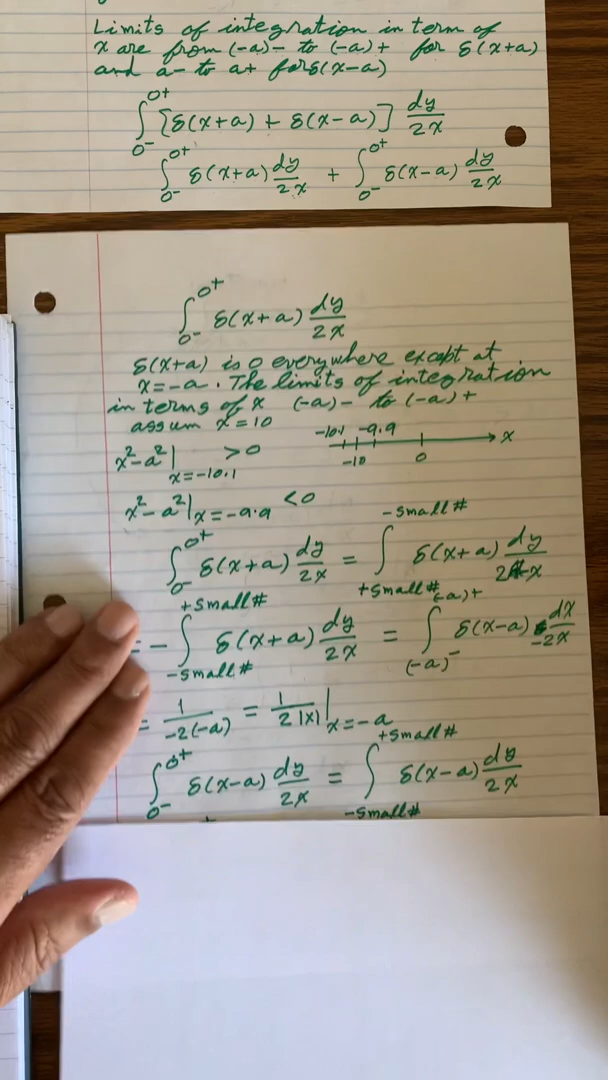 Limits of integration in term of
x are from (-a)- to (-a)+ for δ(x+a)
and a- to a+ for δ(x-a)
∫_{0-}^{0+} [δ(x+a) + δ(x-a)] dy/2x
∫_{0-}^{0+} δ(x+a) dy/2x + ∫_{0-}^{0+} δ(x-a) dy/2x
∫_{0-}^{0+} δ(x+a) dy/2x
δ(x+a) is 0 everywhere except at
x=-a. The limits of integration
in terms of x (-a)- to (-a)+
assum x=10
-10.1 -9.9
-10 0 x
x²-a²|_{x=-10.1} >0
x²-a²|_{x=-9.9} <0
∫_{0-}^{0+} δ(x+a) dy/2x = ∫_{+small#}^{-small#} δ(x+a) dy/2x
= -∫_{-small#}^{+small#} δ(x+a) dy/2x = ∫_{(-a)-}^{(-a)+} δ(x-a) dx/-2x
= 1/-2(-a) = 1/2|x| |_{x=-a}
∫_{0-}^{0+} δ(x-a) dy/2x = ∫_{-small#}^{+small#} δ(x-a) dy/2x